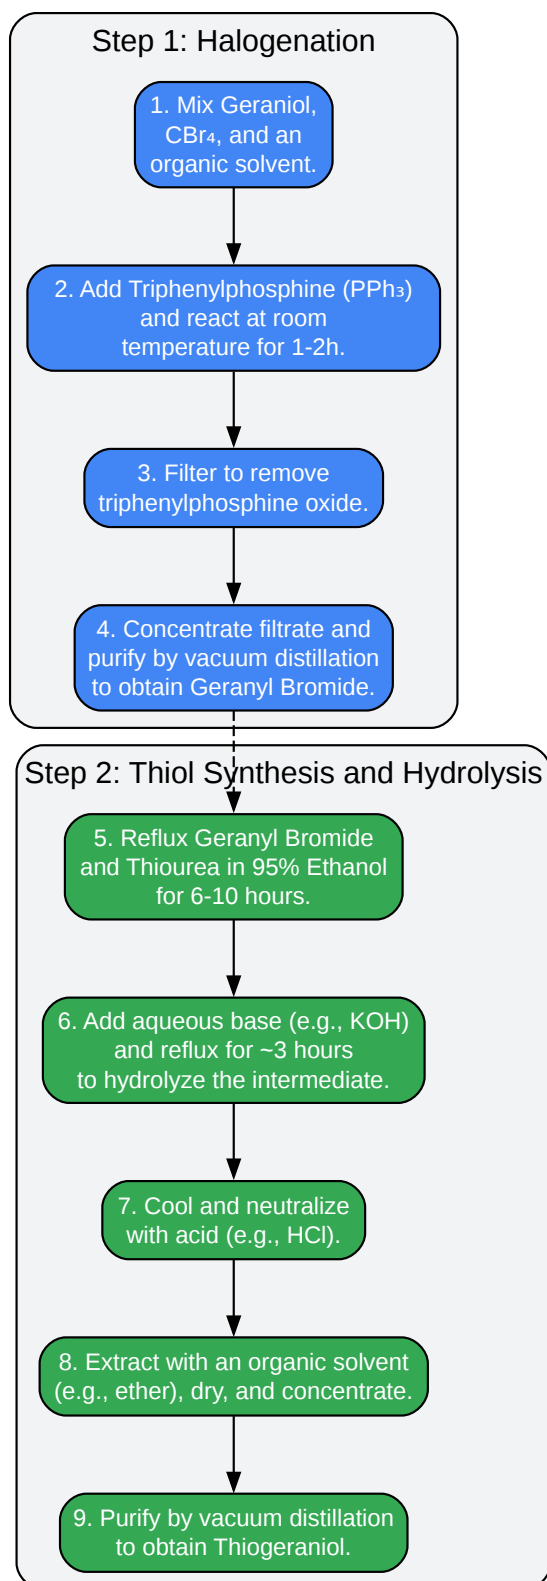 Step 1: Halogenation
1. Mix Geraniol,
CBr₄, and an
organic solvent.
2. Add Triphenylphosphine (PPh₃)
and react at room
temperature for 1-2h.
3. Filter to remove
triphenylphosphine oxide.
4. Concentrate filtrate and
purify by vacuum distillation
to obtain Geranyl Bromide.
Step 2: Thiol Synthesis and Hydrolysis
5. Reflux Geranyl Bromide
and Thiourea in 95% Ethanol
for 6-10 hours.
6. Add aqueous base (e.g., KOH)
and reflux for ~3 hours
to hydrolyze the intermediate.
7. Cool and neutralize
with acid (e.g., HCl).
8. Extract with an organic solvent
(e.g., ether), dry, and concentrate.
9. Purify by vacuum distillation
to obtain Thiogeraniol.